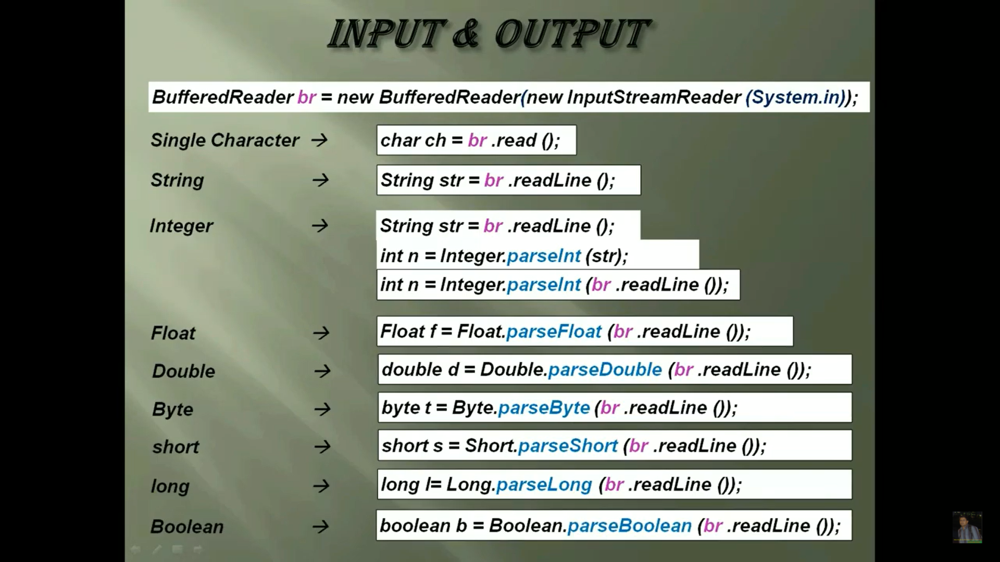 INPUT & OUTPUT
BufferedReader br = new BufferedReader(new InputStreamReader (System.in));
Single Character → char ch = br .read ();
String → String str = br .readLine ();
Integer → String str = br .readLine ();
int n = Integer.parseInt (str);
int n = Integer.parseInt (br .readLine ());
Float → Float f = Float.parseFloat (br .readLine ());
Double → double d = Double.parseDouble (br .readLine ());
Byte → byte t = Byte.parseByte (br .readLine ());
short → short s = Short.parseShort (br .readLine ());
long → long l= Long.parseLong (br .readLine ());
Boolean → boolean b = Boolean.parseBoolean (br .readLine ());